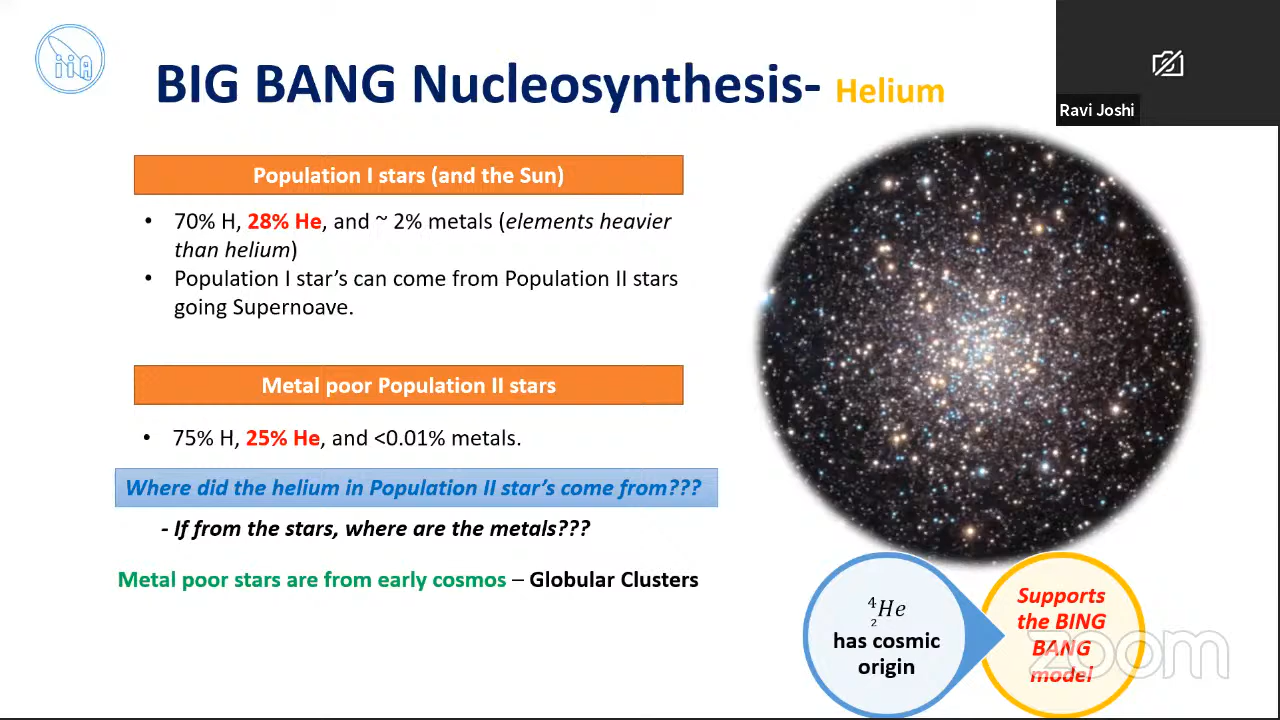 iiA
BIG BANG Nucleosynthesis- Helium
Ravi Joshi
Population I stars (and the Sun)
• 70% H, 28% He, and ~ 2% metals (elements heavier
than helium)
• Population I star’s can come from Population II stars
going Supernoave.
Metal poor Population II stars
• 75% H, 25% He, and <0.01% metals.
Where did the helium in Population II star’s come from???
- If from the stars, where are the metals???
Metal poor stars are from early cosmos – Globular Clusters
⁴₂He
has cosmic
origin
Supports
the BING
BANG
model
zoom